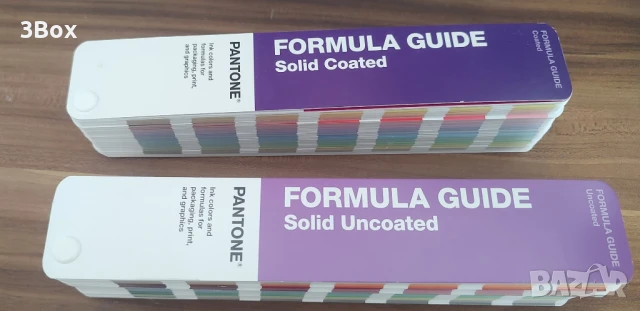 3Box
Ink colors and
formulas for
packaging, print,
and graphics
PANTONE®
FORMULA GUIDE
Solid Coated
FORMULA GUIDE
Coated
Ink colors and
formulas for
packaging, print,
and graphics
PANTONE®
FORMULA GUIDE
Solid Uncoated
FORMULA GUIDE
Uncoated
BAZAR